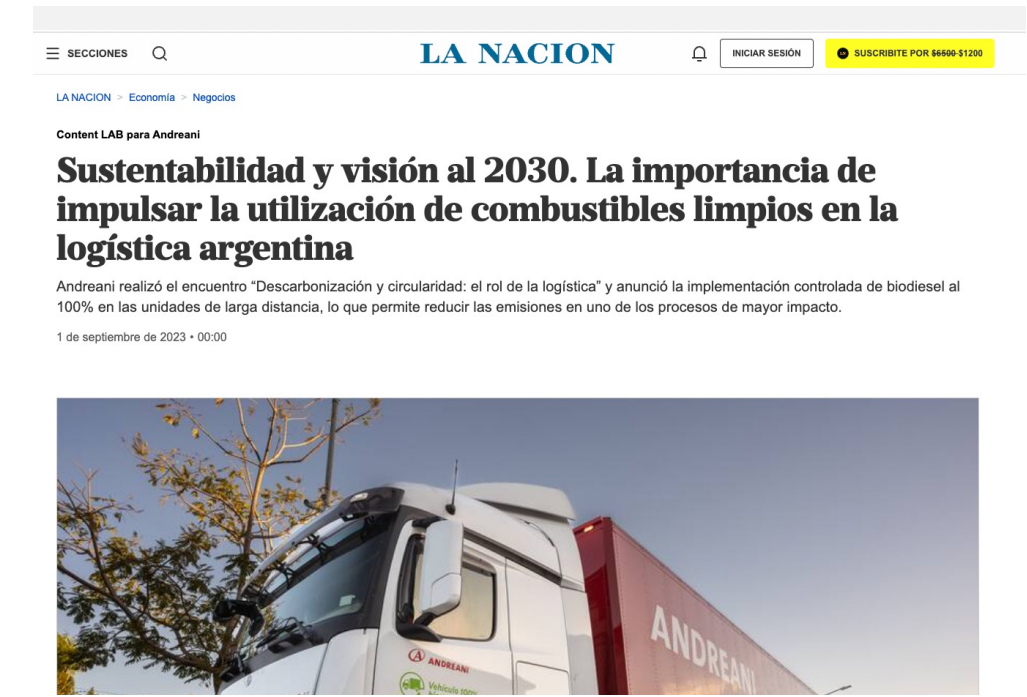 SECCIONES
LA NACION
INICIAR SESIÓN
SUSCRIBITE POR $6500 $1200
LA NACION > Economía > Negocios
Content LAB para Andreani
Sustentabilidad y visión al 2030. La importancia de
impulsar la utilización de combustibles limpios en la
logística argentina
Andreani realizó el encuentro “Descarbonización y circularidad: el rol de la logística” y anunció la implementación controlada de biodiesel al
100% en las unidades de larga distancia, lo que permite reducir las emisiones en uno de los procesos de mayor impacto.
1 de septiembre de 2023 • 00:00
ANDREANI
ANDREANI
Vehículo 100%